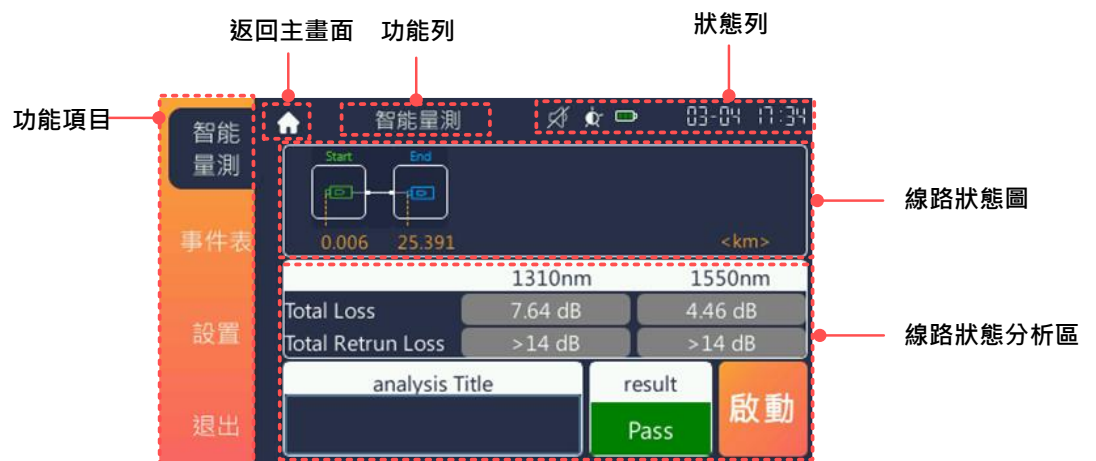 返回主畫面
功能列
狀態列
功能項目
智能
量測
事件表
設置
退出
智能量測
03-04 17:34
Start End
0.006 25.391 <km>
線路狀態圖
1310nm 1550nm
Total Loss 7.64 dB 4.46 dB
Total Retrun Loss >14 dB >14 dB
線路狀態分析區
analysis Title result
Pass
啟動